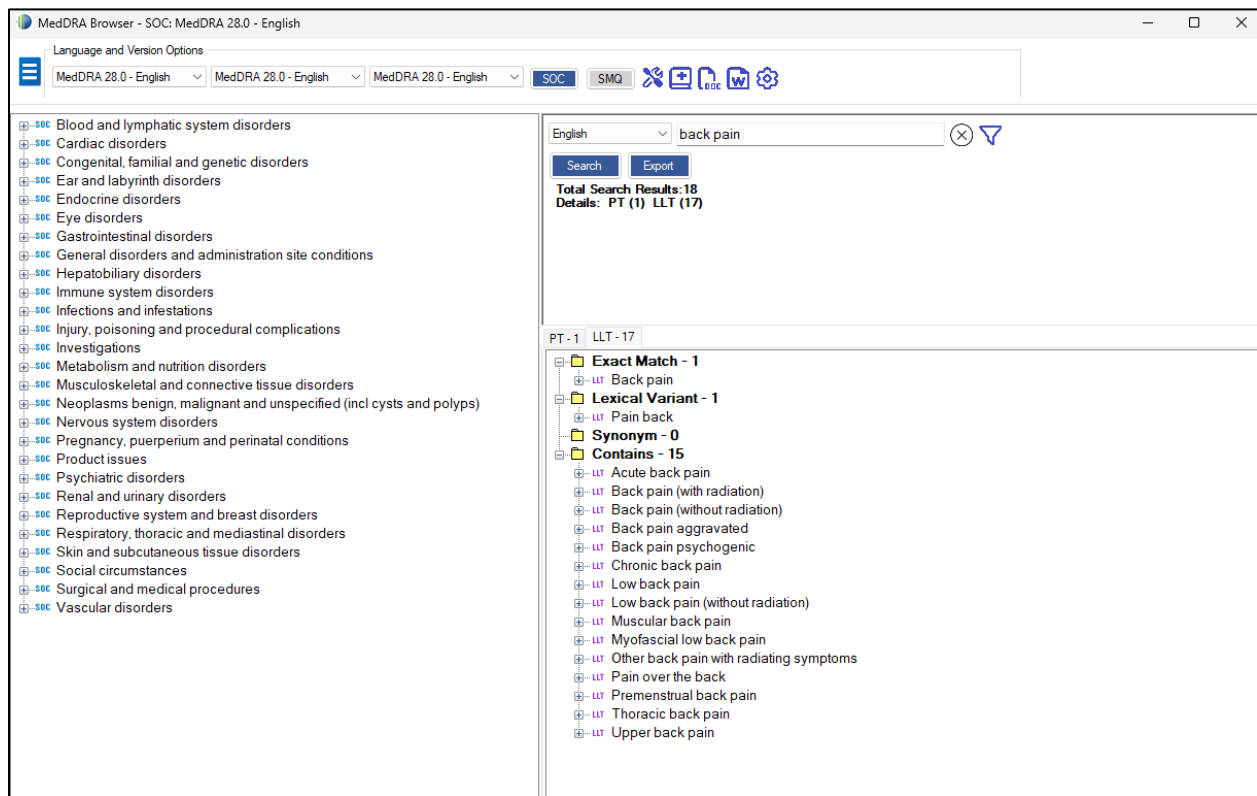 MedDRA Browser - SOC: MedDRA 28.0 - English
Language and Version Options
MedDRA 28.0 - English MedDRA 28.0 - English MedDRA 28.0 - English SOC SMQ DOC W
SOC Blood and lymphatic system disorders
SOC Cardiac disorders
SOC Congenital, familial and genetic disorders
SOC Ear and labyrinth disorders
SOC Endocrine disorders
SOC Eye disorders
SOC Gastrointestinal disorders
SOC General disorders and administration site conditions
SOC Hepatobiliary disorders
SOC Immune system disorders
SOC Infections and infestations
SOC Injury, poisoning and procedural complications
SOC Investigations
SOC Metabolism and nutrition disorders
SOC Musculoskeletal and connective tissue disorders
SOC Neoplasms benign, malignant and unspecified (incl cysts and polyps)
SOC Nervous system disorders
SOC Pregnancy, puerperium and perinatal conditions
SOC Product issues
SOC Psychiatric disorders
SOC Renal and urinary disorders
SOC Reproductive system and breast disorders
SOC Respiratory, thoracic and mediastinal disorders
SOC Skin and subcutaneous tissue disorders
SOC Social circumstances
SOC Surgical and medical procedures
SOC Vascular disorders
English back pain
Search Export
Total Search Results:18
Details: PT (1) LLT (17)
PT - 1 LLT - 17
Exact Match - 1
LLT Back pain
Lexical Variant - 1
LLT Pain back
Synonym - 0
Contains - 15
LLT Acute back pain
LLT Back pain (with radiation)
LLT Back pain (without radiation)
LLT Back pain aggravated
LLT Back pain psychogenic
LLT Chronic back pain
LLT Low back pain
LLT Low back pain (without radiation)
LLT Muscular back pain
LLT Myofascial low back pain
LLT Other back pain with radiating symptoms
LLT Pain over the back
LLT Premenstrual back pain
LLT Thoracic back pain
LLT Upper back pain